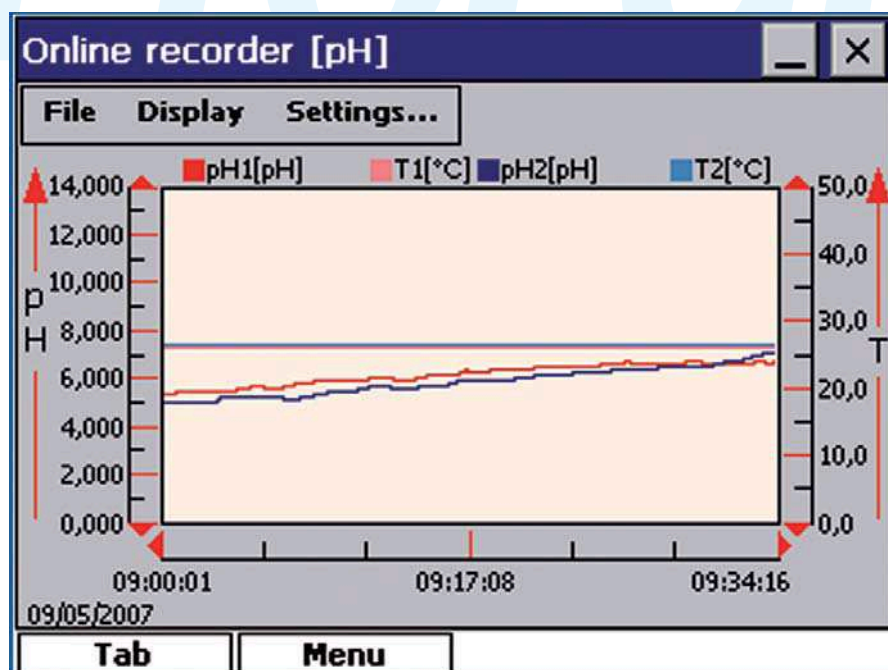 Online recorder [pH]
File Display Settings...
pH1[pH] T1[°C] pH2[pH] T2[°C]
14,000 50,0
12,000
10,000 40,0
pH
8,000 30,0
T
6,000 20,0
4,000 10,0
2,000
0,000 0,0
09:00:01 09:17:08 09:34:16
09/05/2007
Tab Menu